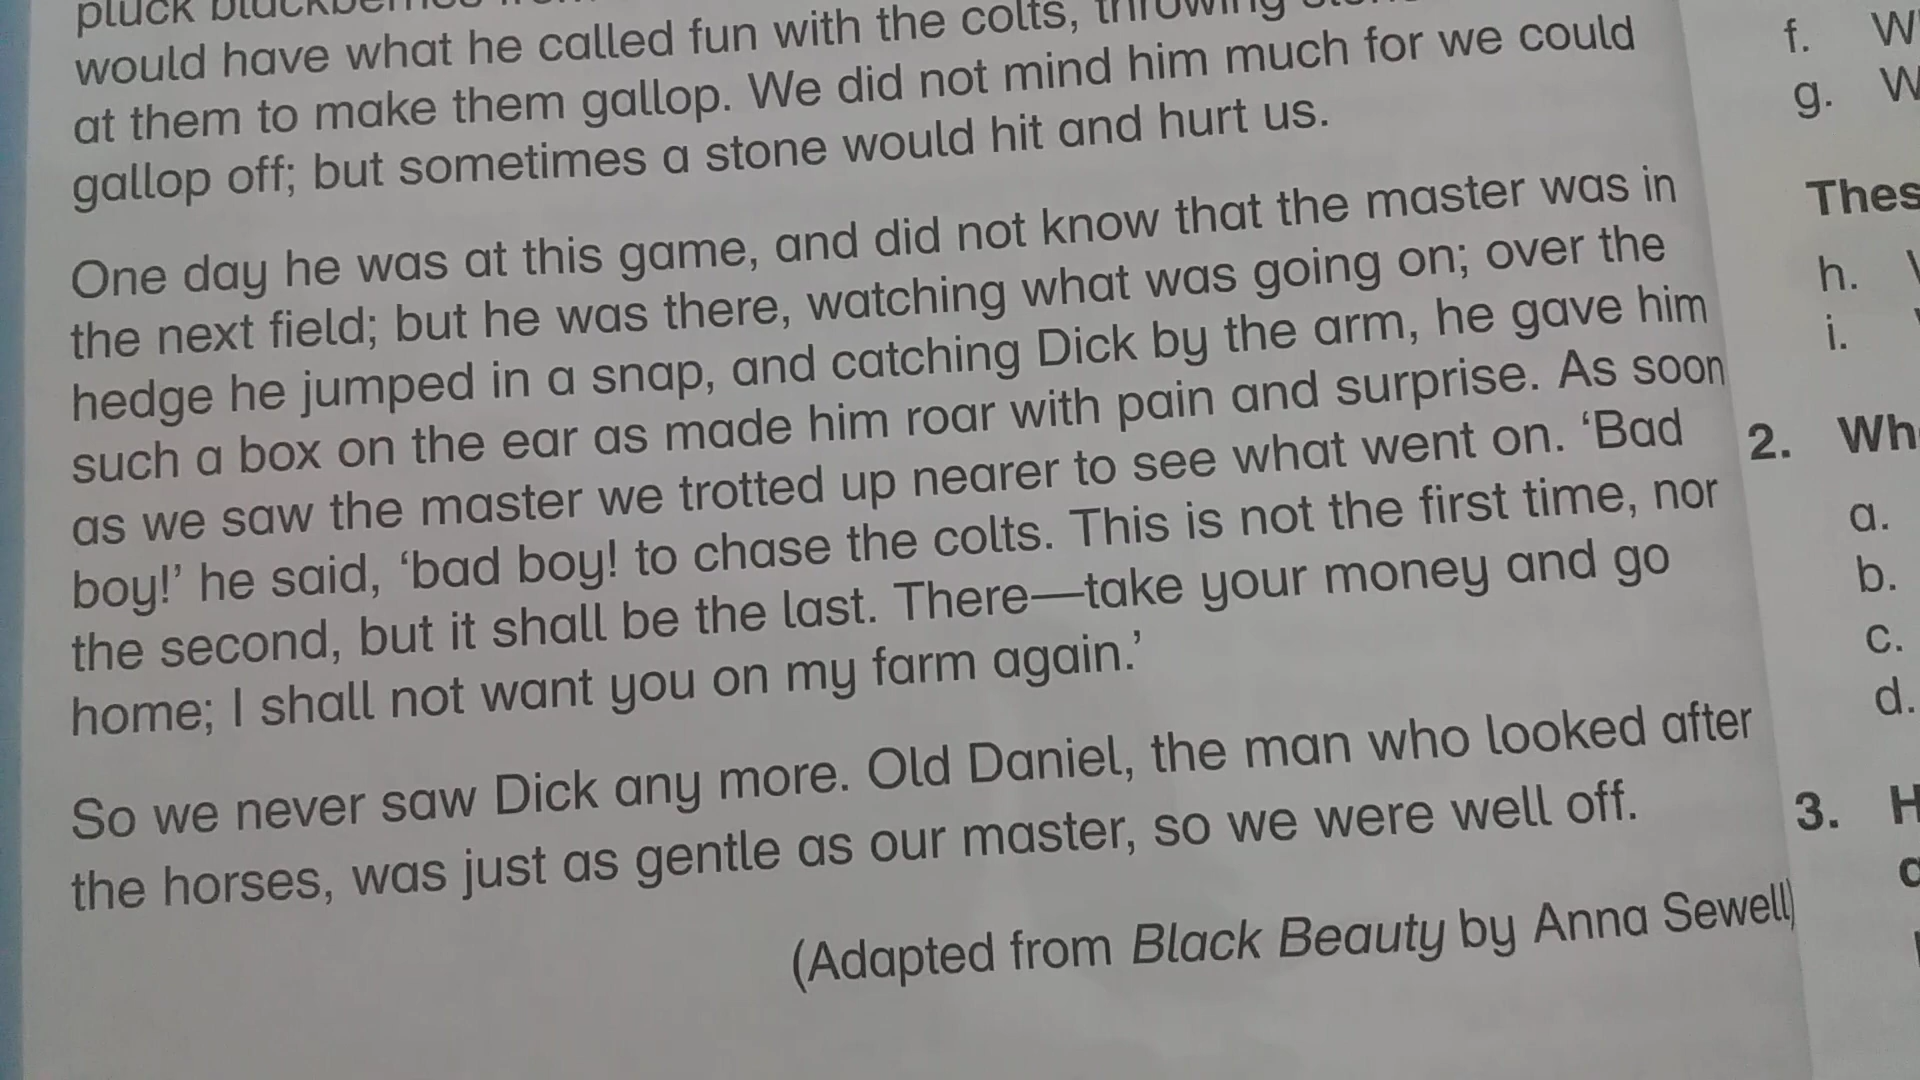 pluck blackberries
would have what he called fun with the colts, throwing
at them to make them gallop. We did not mind him much for we could
gallop off; but sometimes a stone would hit and hurt us.
One day he was at this game, and did not know that the master was in
the next field; but he was there, watching what was going on; over the
hedge he jumped in a snap, and catching Dick by the arm, he gave him
such a box on the ear as made him roar with pain and surprise. As soon
as we saw the master we trotted up nearer to see what went on. ‘Bad
boy!’ he said, ‘bad boy! to chase the colts. This is not the first time, nor
the second, but it shall be the last. There—take your money and go
home; I shall not want you on my farm again.’
So we never saw Dick any more. Old Daniel, the man who looked after
the horses, was just as gentle as our master, so we were well off.
(Adapted from Black Beauty by Anna Sewell)
f. W
g. W
Thes
h.
i.
2. Wh
a.
b.
c.
d.
3. H